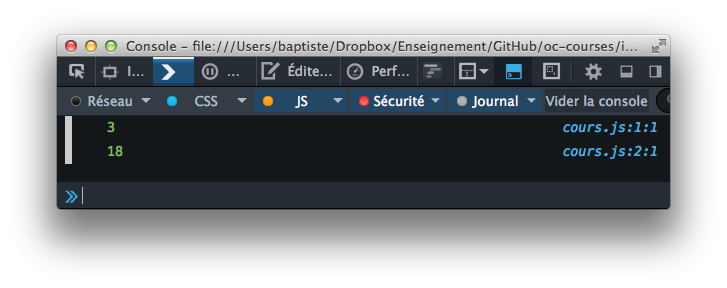 Console - file:///Users/baptiste/Dropbox/Enseignement/GitHub/oc-courses/i...
I... ... Édite... Perf...
Réseau CSS JS Sécurité Journal Vider la console
3 cours.js:1:1
18 cours.js:2:1